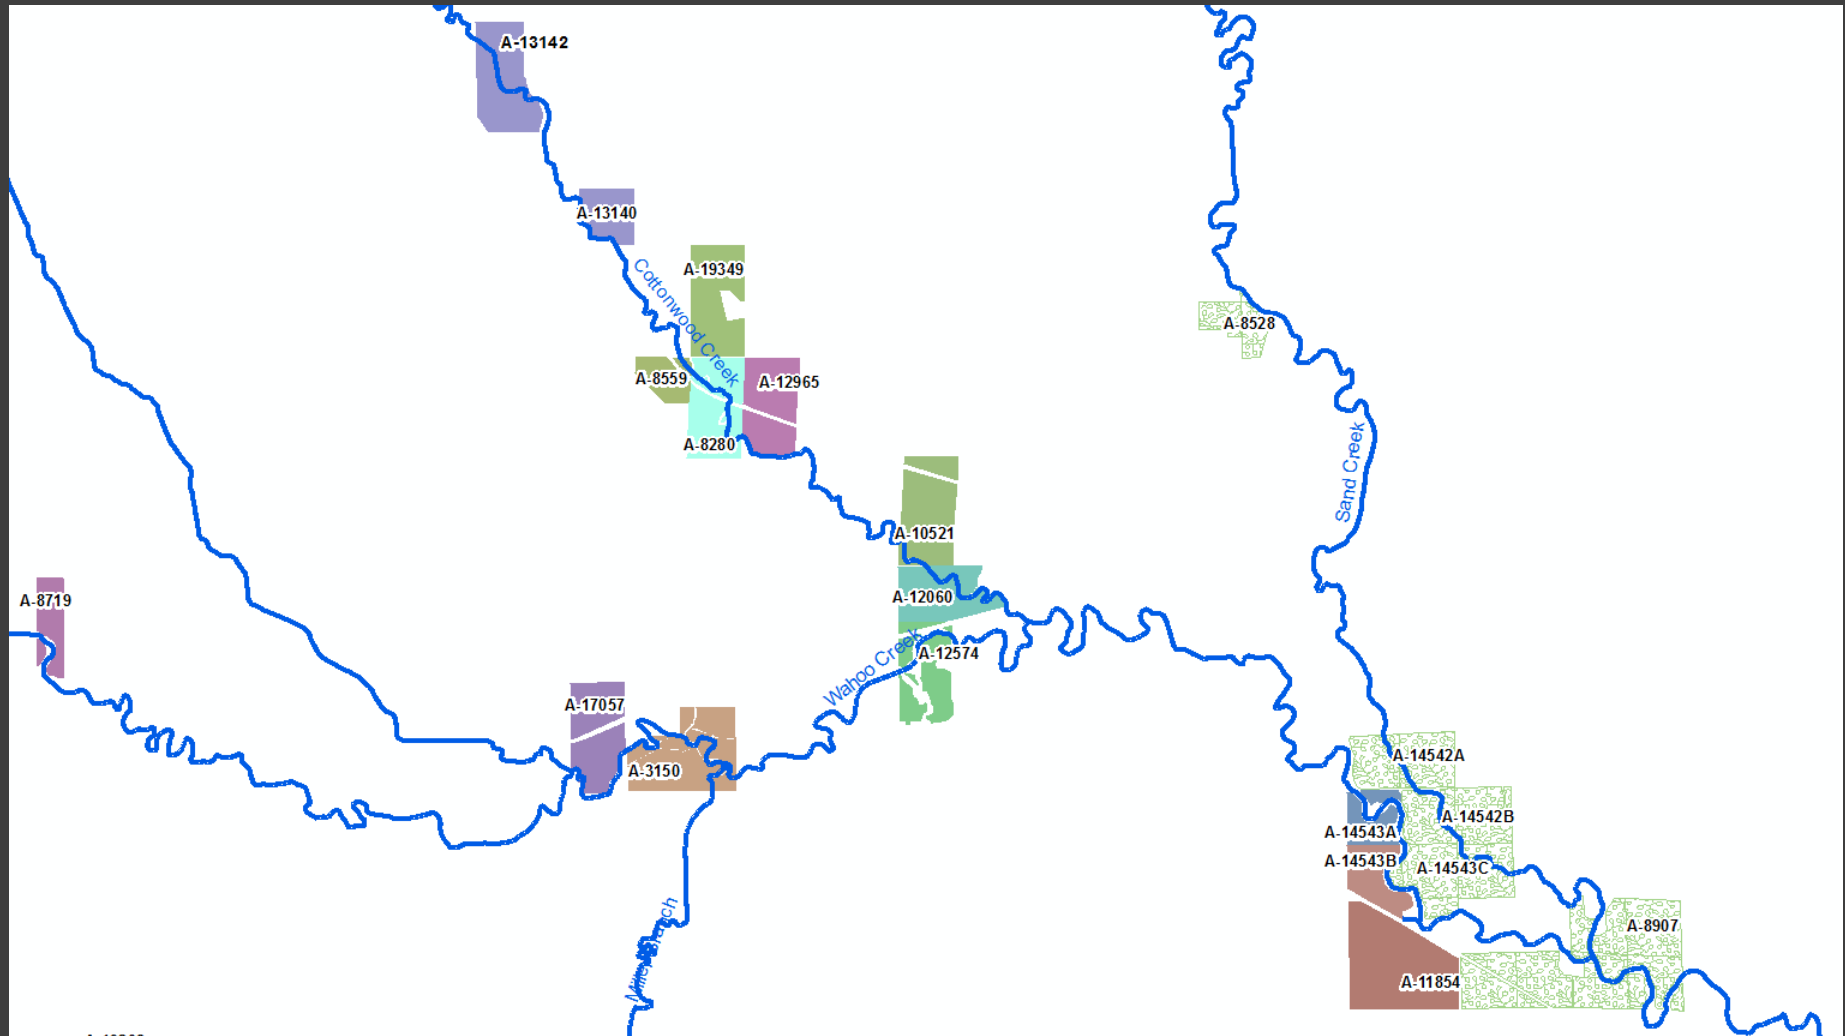 A-13142
A-13140
Cottonwood Creek
A-19349
A-8528
A-8559
A-12965
A-8280
Sand Creek
A-10521
A-12060
A-8719
Wahoo Creek
A-12574
A-17057
A-3150
A-14542A
A-14542B
A-14543A
A-14543B
A-14543C
A-8907
A-11854